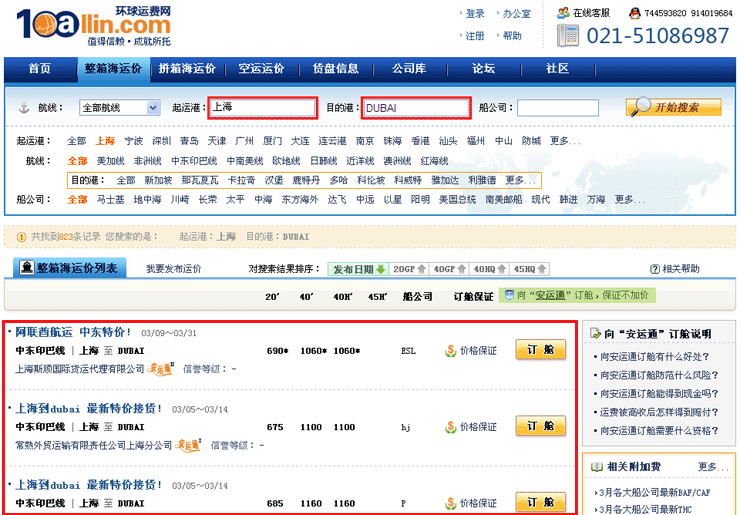 环球运费网
10allin.com
值得信赖·成就所托
登录 办公室
注册 帮助
在线客服 744593820 914019684
021-51086987
首页 整箱海运价 拼箱海运价 空运运价 货盘信息 公司库 论坛 社区
航线： 全部航线 起运港： 上海 目的港： DUBAI 船公司： 开始搜索
起运港： 全部 上海 宁波 深圳 青岛 天津 广州 厦门 大连 连云港 南京 珠海 香港 汕头 福州 中山 防城 更多...
航线： 全部 美加线 非洲线 中东印巴线 中南美线 欧地线 日韩线 近洋线 澳洲线 红海线
目的港： 全部 新加坡 那瓦夏瓦 卡拉奇 汉堡 鹿特丹 多哈 科伦坡 科威特 雅加达 利雅德 更多...
船公司： 全部 马士基 地中海 川崎 长荣 太平 中海 东方海外 达飞 中远 以星 阳明 美国总统 南美邮船 现代 韩进 万海 更多...
共找到823条记录 您搜索的是： 起运港：上海 目的港：DUBAI
整箱海运价列表 我要发布运价 对搜索结果排序： 发布日期 20GP 40GP 40HQ 45HQ 相关帮助
20' 40' 40H' 45H' 船公司 订舱保证 向“安运通”订舱，保证不加价
阿联酋航运 中东特价！ 03/09～03/31
中东印巴线 | 上海 至 DUBAI 690* 1060* 1060* ESL 价格保证 订 舱
上海斯顺国际货运代理有限公司 安运通 信誉等级：-
上海到dubai 最新特价接货！ 03/05～03/14
中东印巴线 | 上海 至 DUBAI 675 1100 1100 hj 价格保证 订 舱
常熟外贸运输有限责任公司上海分公司 安运通 信誉等级：-
上海到dubai 最新特价接货！ 03/05～03/14
中东印巴线 | 上海 至 DUBAI 685 1160 1160 P 价格保证 订 舱
向“安运通”订舱说明
向安运通订舱有什么好处?
向安运通订舱防范什么风险?
向安运通订舱能得到现金吗?
运费被高收后怎样得到赔付?
向安运通订舱需要什么资格?
相关附加费 更多...
3月各大船公司最新BAF/CAF
3月各大船公司最新THC